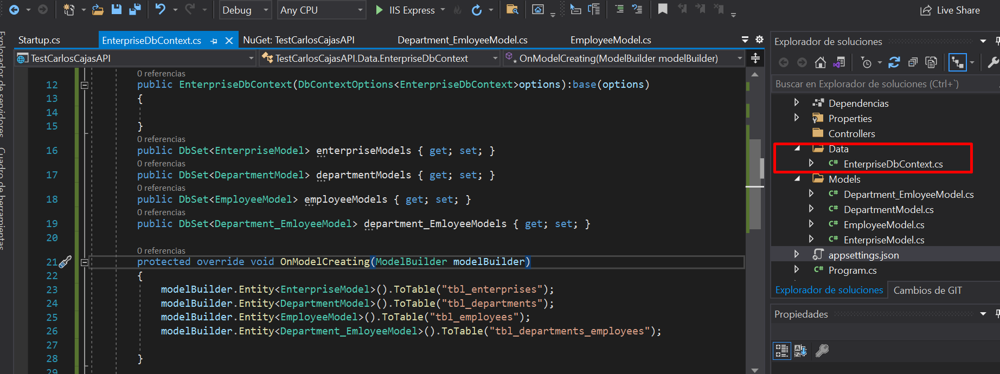 Debug
Any CPU
IIS Express
Live Share
Startup.cs
EnterpriseDbContext.cs
NuGet: TestCarlosCajasAPI
Department_EmloyeeModel.cs
EmployeeModel.cs
TestCarlosCajasAPI
TestCarlosCajasAPI.Data.EnterpriseDbContext
OnModelCreating(ModelBuilder modelBuilder)
Explorador de servidores
Cuadro de herramientas
0 referencias
12 public EnterpriseDbContext(DbContextOptions<EnterpriseDbContext>options):base(options)
13 {
14
15 }
0 referencias
16 public DbSet<EnterpriseModel> enterpriseModels { get; set; }
0 referencias
17 public DbSet<DepartmentModel> departmentModels { get; set; }
0 referencias
18 public DbSet<EmployeeModel> employeeModels { get; set; }
0 referencias
19 public DbSet<Department_EmloyeeModel> department_EmloyeeModels { get; set; }
20
0 referencias
21 protected override void OnModelCreating(ModelBuilder modelBuilder)
22 {
23 modelBuilder.Entity<EnterpriseModel>().ToTable("tbl_enterprises");
24 modelBuilder.Entity<DepartmentModel>().ToTable("tbl_departments");
25 modelBuilder.Entity<EmployeeModel>().ToTable("tbl_employees");
26 modelBuilder.Entity<Department_EmloyeeModel>().ToTable("tbl_departments_employees");
27
28 }
29
Explorador de soluciones
Buscar en Explorador de soluciones (Ctrl+`)
Dependencias
Properties
Controllers
Data
C# EnterpriseDbContext.cs
Models
C# Department_EmloyeeModel.cs
C# DepartmentModel.cs
C# EmployeeModel.cs
C# EnterpriseModel.cs
appsettings.json
C# Program.cs
Explorador de soluciones
Cambios de GIT
Propiedades